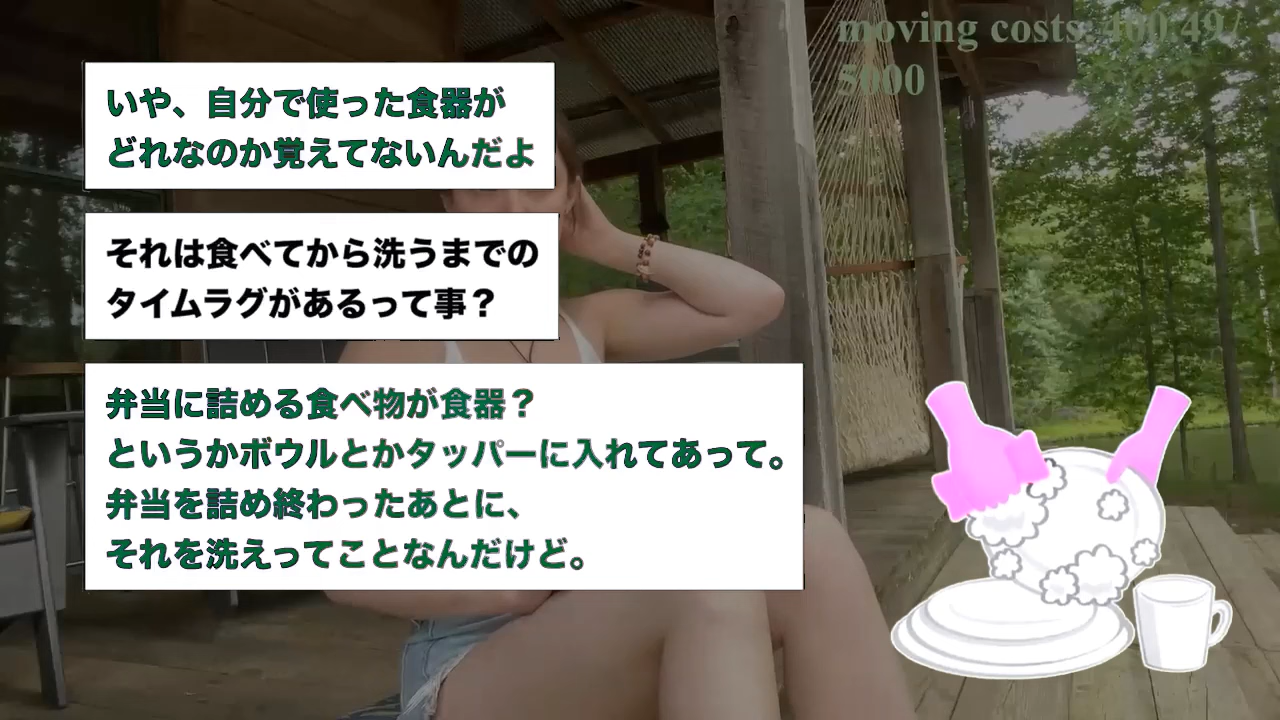 moving costs: 400.49/
5000
いや、自分で使った食器が
どれなのか覚えてないんだよ
それは食べてから洗うまでの
タイムラグがあるって事？
弁当に詰める食べ物が食器？
というかボウルとかタッパーに入れてあって。
弁当を詰め終わったあとに、
それを洗えってことなんだけど。